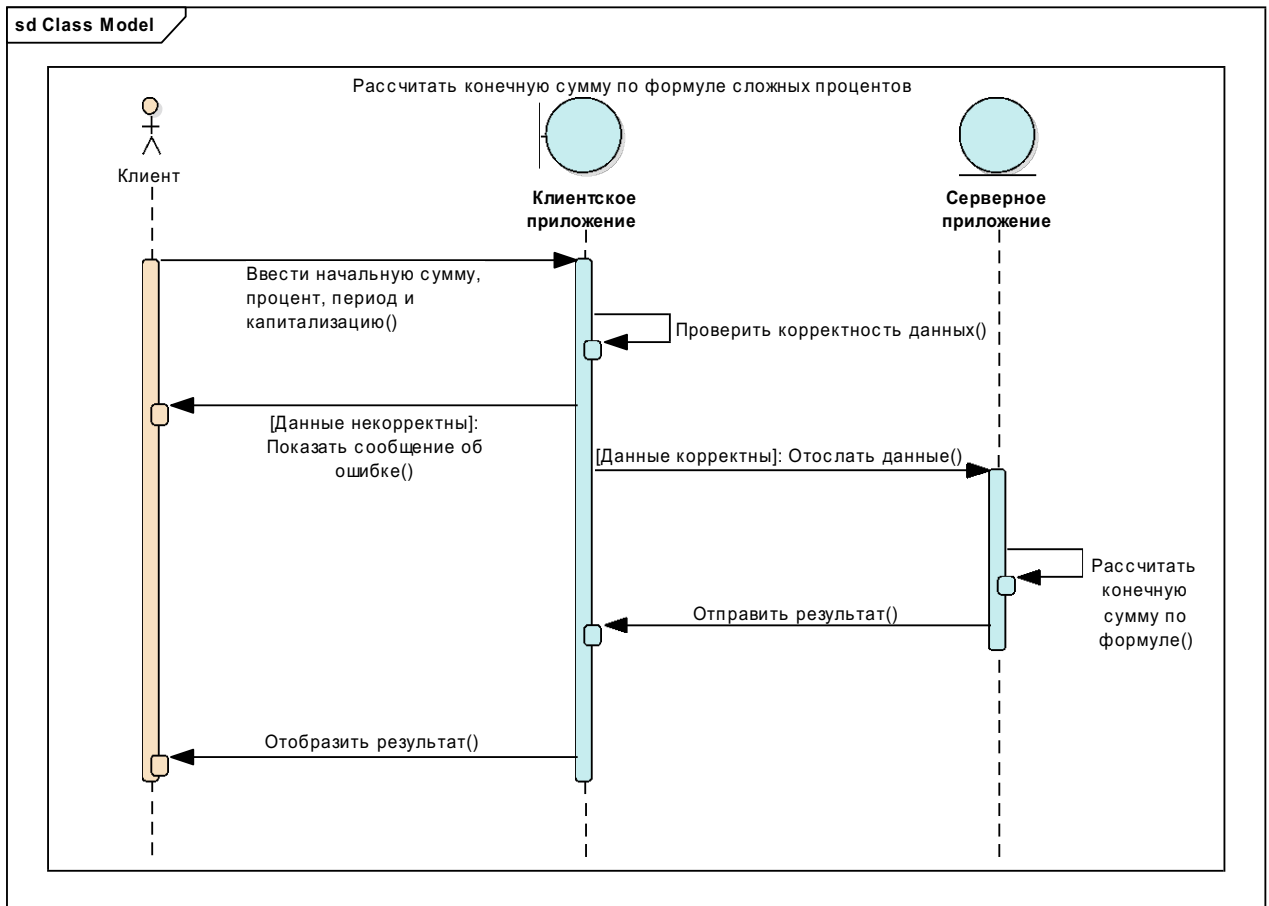 sd Class Model
Рассчитать конечную сумму по формуле сложных процентов
Клиент
Клиентское
приложение
Серверное
приложение
Ввести начальную сумму,
процент, период и
капитализацию()
Проверить корректность данных()
[Данные некорректны]:
Показать сообщение об
ошибке()
[Данные корректны]: Отослать данные()
Рассчитать
конечную
сумму по
формуле()
Отправить результат()
Отобразить результат()